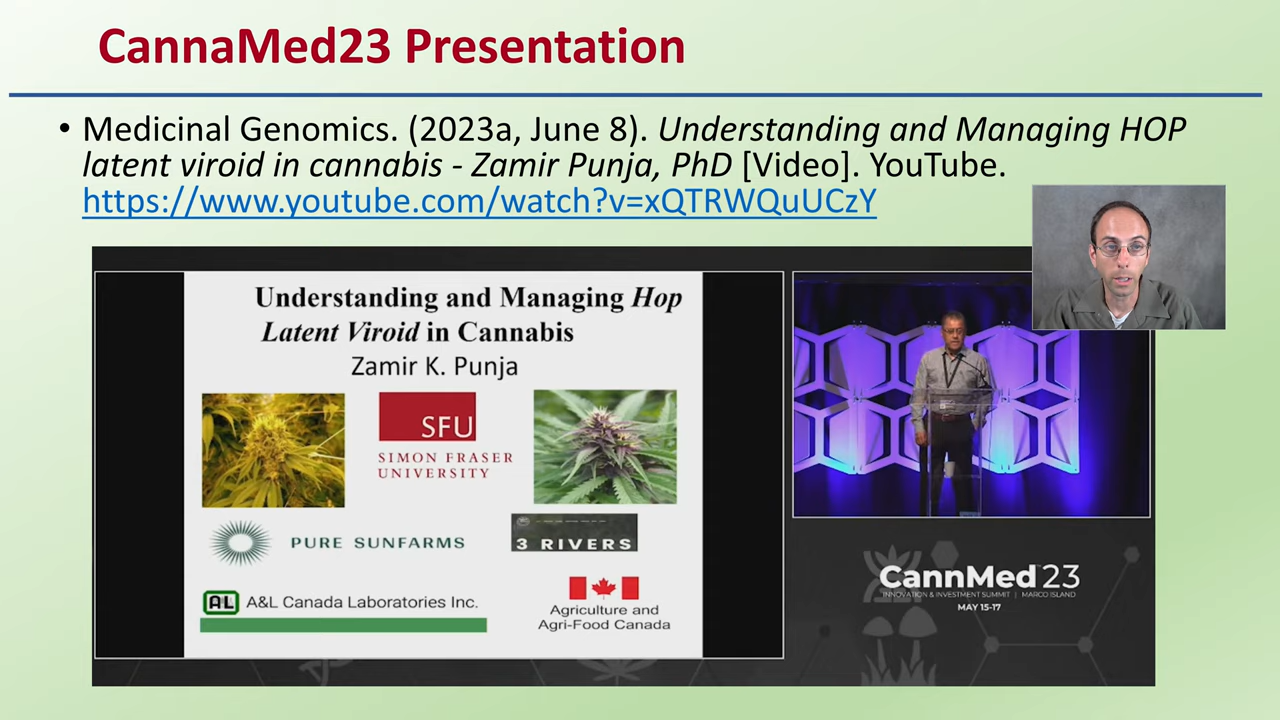 CannaMed23 Presentation
• Medicinal Genomics. (2023a, June 8). Understanding and Managing HOP
latent viroid in cannabis - Zamir Punja, PhD [Video]. YouTube.
https://www.youtube.com/watch?v=xQTRWQuUCzY
Understanding and Managing Hop
Latent Viroid in Cannabis
Zamir K. Punja
SFU
SIMON FRASER
UNIVERSITY
PURE SUNFARMS
3 RIVERS
AL A&L Canada Laboratories Inc.
Agriculture and
Agri-Food Canada
CannMed 23
INNOVATION & INVESTMENT SUMMIT | MARCO ISLAND
MAY 15-17